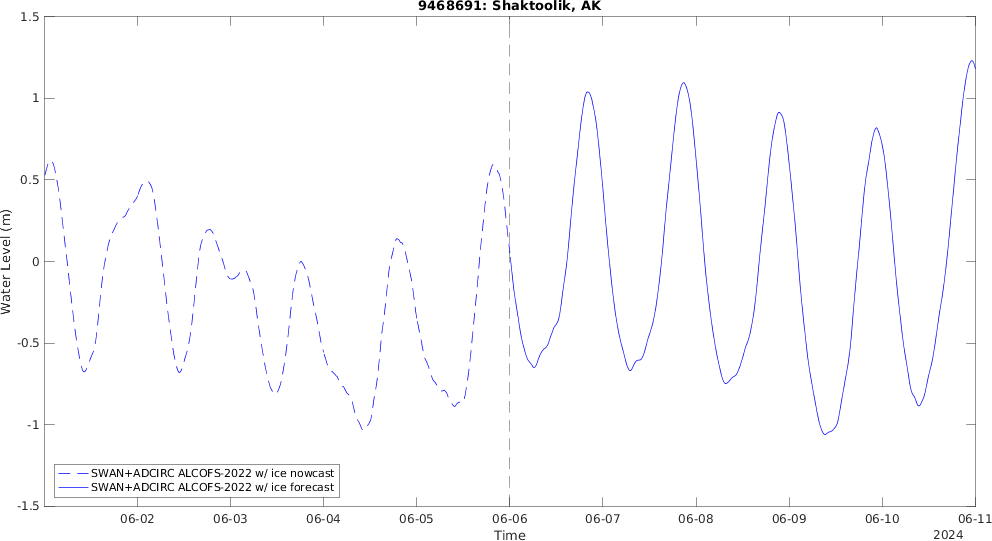 9468691: Shaktoolik, AK
1.5
1
0.5
0
-0.5
-1
-1.5
Water Level (m)
SWAN+ADCIRC ALCOFS-2022 w/ ice nowcast
SWAN+ADCIRC ALCOFS-2022 w/ ice forecast
06-02 06-03 06-04 06-05 06-06 06-07 06-08 06-09 06-10 06-11
Time
2024